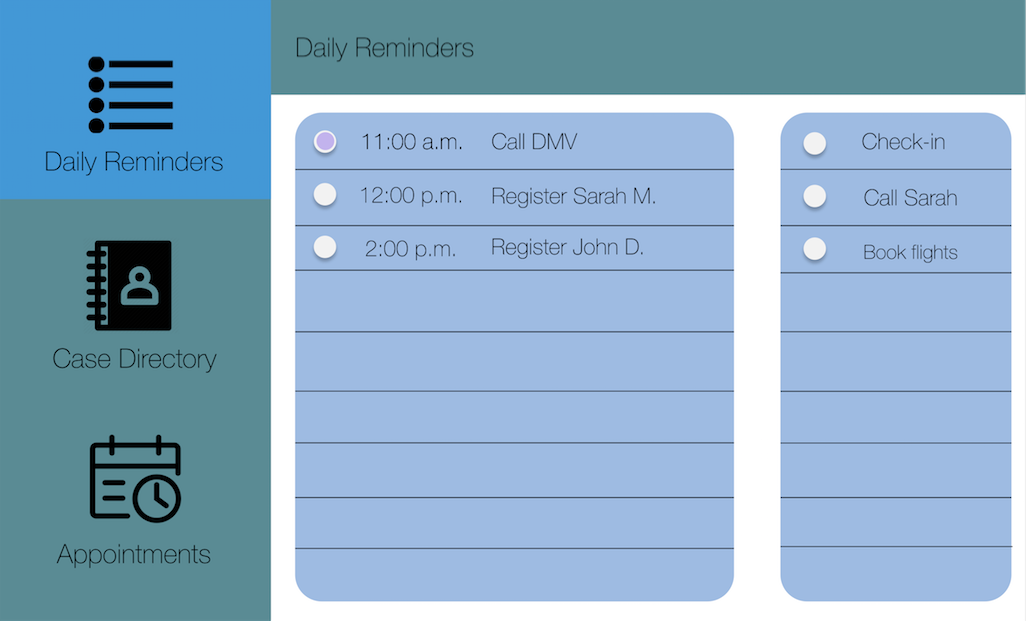 Daily Reminders
Case Directory
Appointments
Daily Reminders
11:00 a.m. Call DMV
12:00 p.m. Register Sarah M.
2:00 p.m. Register John D.
Check-in
Call Sarah
Book flights